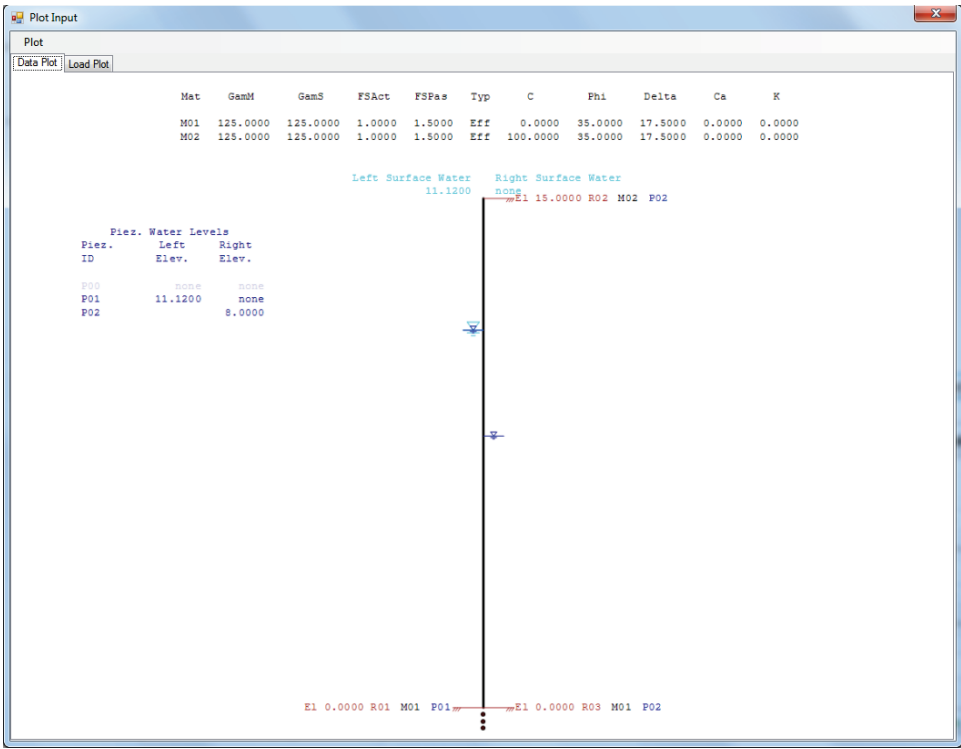 Plot Input
Plot
Data Plot Load Plot
Mat GamM GamS FSAct FSPas Typ C Phi Delta Ca K
M01 125.0000 125.0000 1.0000 1.5000 Eff 0.0000 35.0000 17.5000 0.0000 0.0000
M02 125.0000 125.0000 1.0000 1.5000 Eff 100.0000 35.0000 17.5000 0.0000 0.0000
Left Surface Water Right Surface Water
11.1200 none
El 15.0000 R02 M02 P02
Piez. Water Levels
Piez. Left Right
ID Elev. Elev.
P00 none none
P01 11.1200 none
P02 8.0000
El 0.0000 R01 M01 P01 El 0.0000 R03 M01 P02